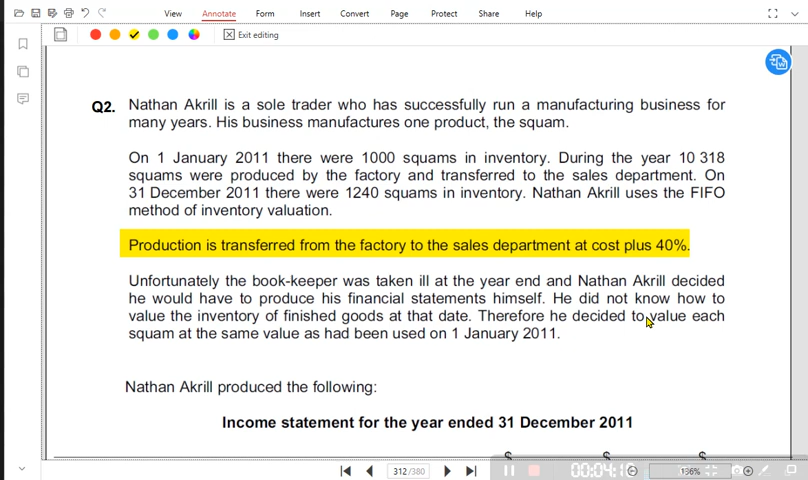 View Annotate Form Insert Convert Page Protect Share Help
Exit editing
Q2. Nathan Akrill is a sole trader who has successfully run a manufacturing business for
many years. His business manufactures one product, the squam.
On 1 January 2011 there were 1000 squams in inventory. During the year 10 318
squams were produced by the factory and transferred to the sales department. On
31 December 2011 there were 1240 squams in inventory. Nathan Akrill uses the FIFO
method of inventory valuation.
Production is transferred from the factory to the sales department at cost plus 40%.
Unfortunately the book-keeper was taken ill at the year end and Nathan Akrill decided
he would have to produce his financial statements himself. He did not know how to
value the inventory of finished goods at that date. Therefore he decided to value each
squam at the same value as had been used on 1 January 2011.
Nathan Akrill produced the following:
Income statement for the year ended 31 December 2011
$ $ $
312/380
136%